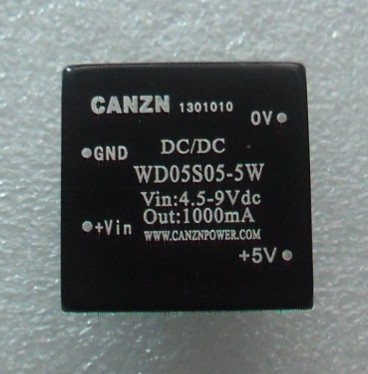 CANZN 1301010
0V
GND
DC/DC
WD05S05-5W
Vin:4.5-9Vdc
+Vin
Out:1000mA
WWW.CANZNPOWER.COM
+5V